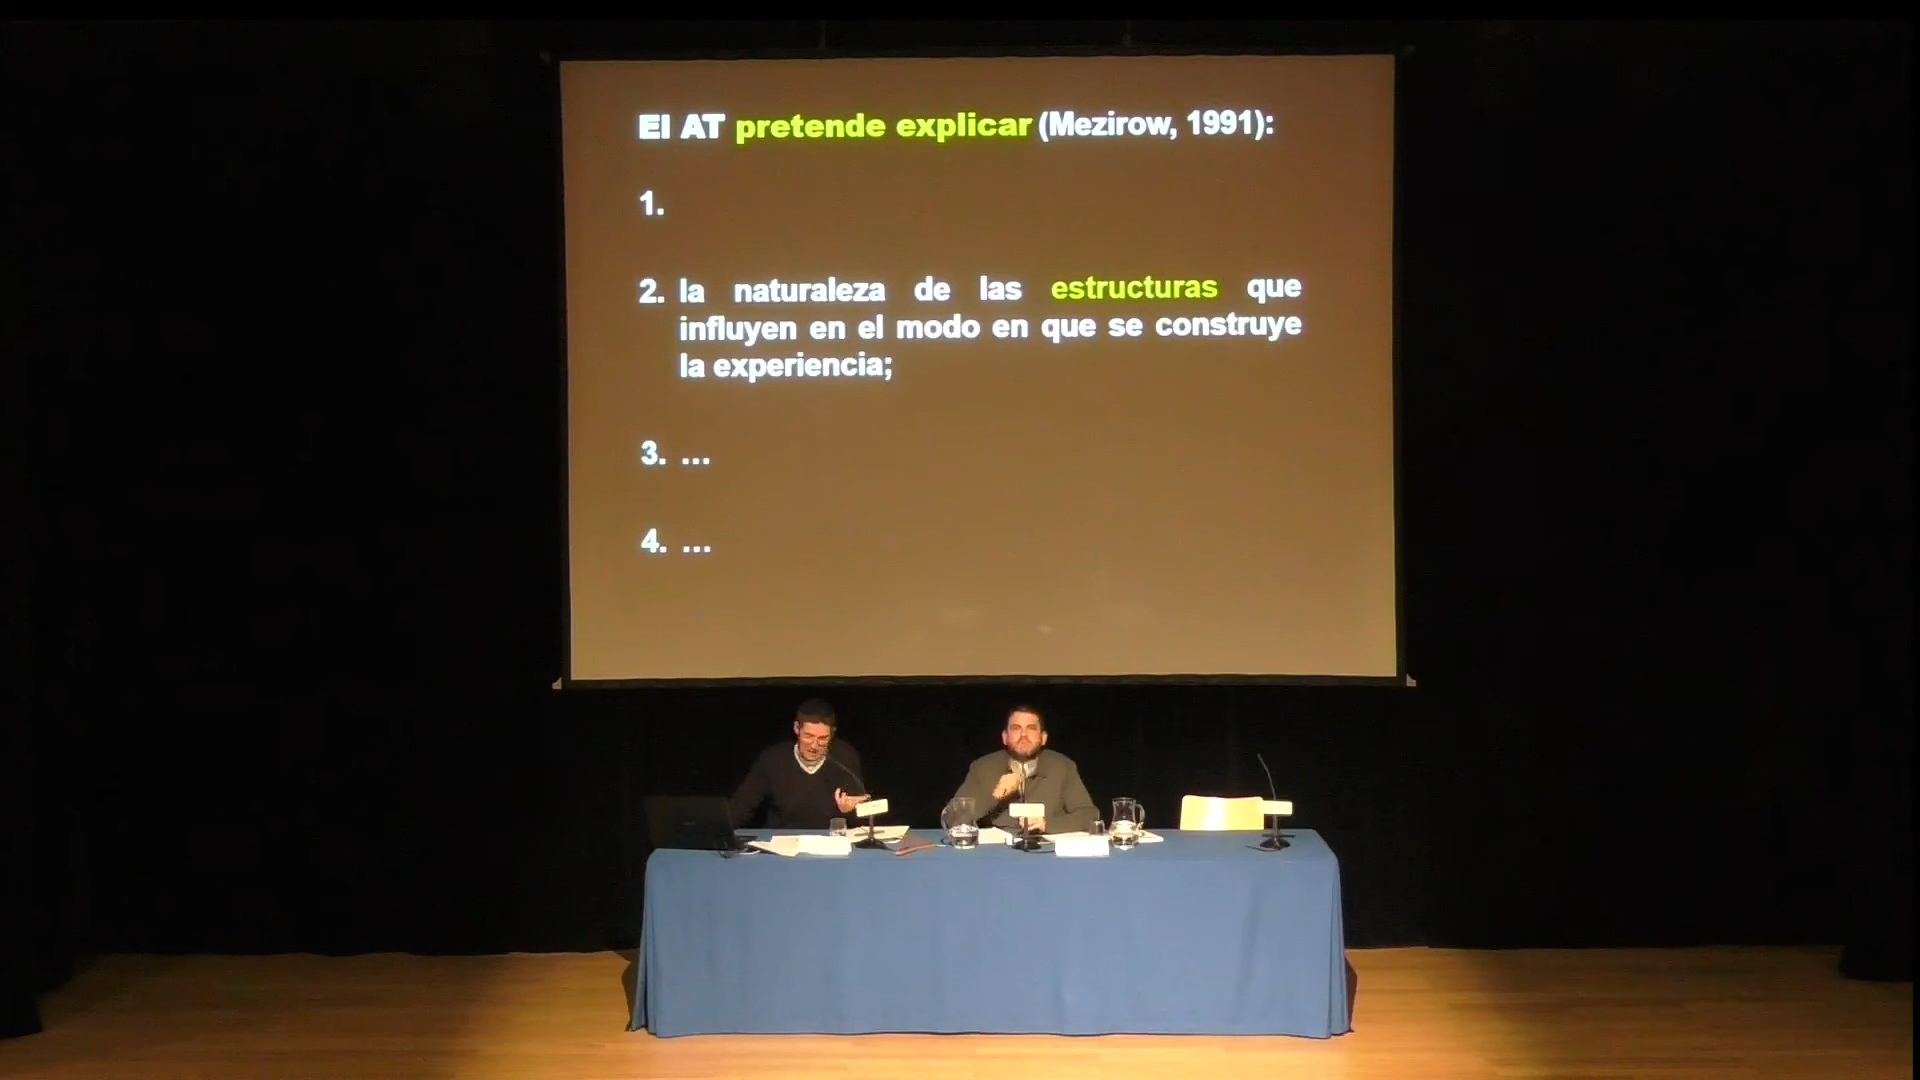 El AT pretende explicar (Mezirow, 1991):
1.
2. la naturaleza de las estructuras que
influyen en el modo en que se construye
la experiencia;
3. ...
4. ...